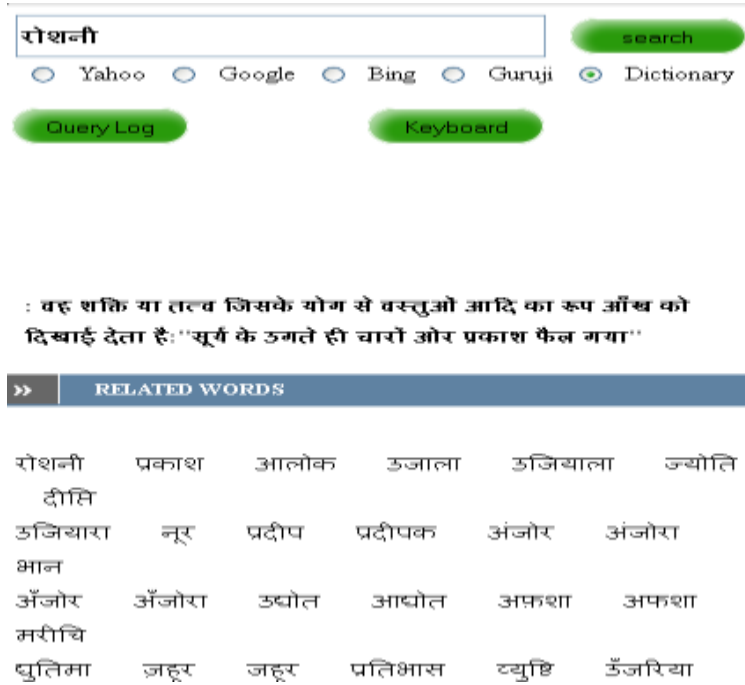 रोशनी search
Yahoo Google Bing Guruji Dictionary
Query Log Keyboard
: वह शक्ति या तत्व जिसके योग से वस्तुओं आदि का रूप आँख को
दिखाई देता है:"सूर्य के उगते ही चारों ओर प्रकाश फैल गया"
» RELATED WORDS
रोशनी प्रकाश आलोक उजाला उजियाला ज्योति
दीप्ति
उजियारा नूर प्रदीप प्रदीपक अंजोर अंजोरा
भान
अँजोर अँजोरा उद्योत आद्योत अफ़शा अफशा
मरीचि
द्युतिमा ज़हूर जहूर प्रतिभास व्युष्टि उँजरिया